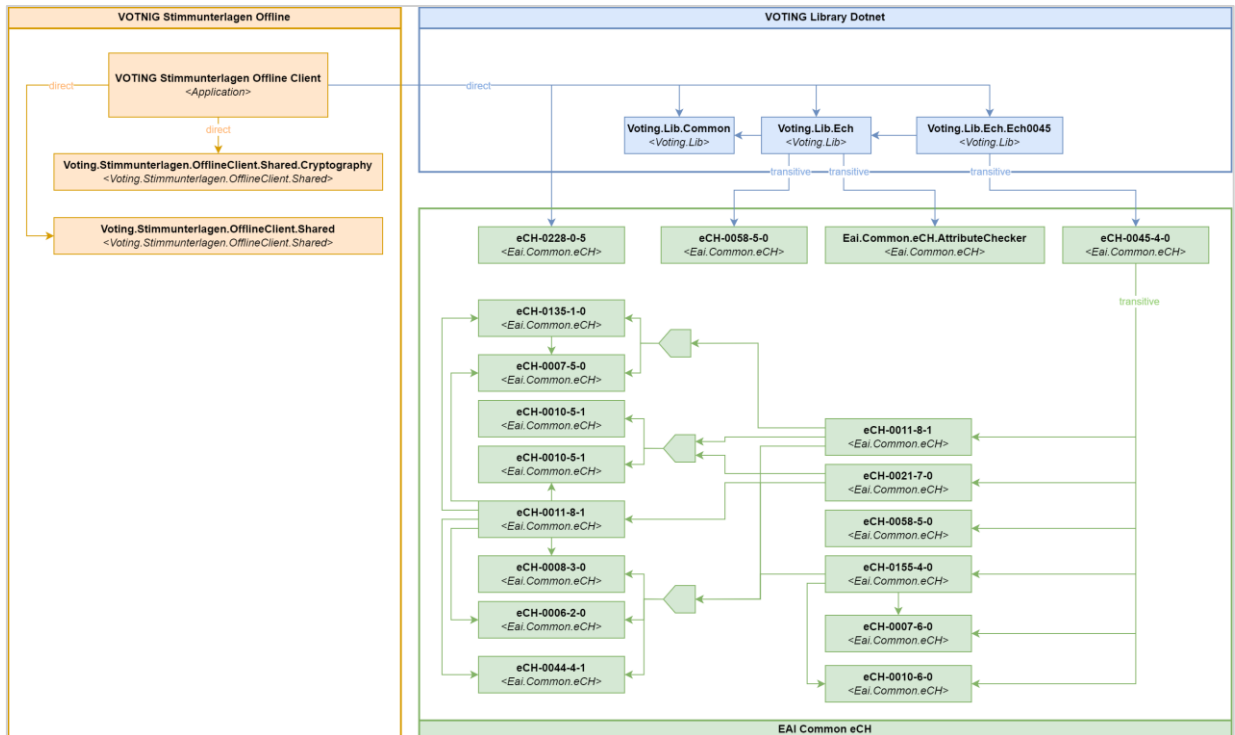 VOTNIG Stimmunterlagen Offline
VOTING Stimmunterlagen Offline Client
<Application>
direct
direct
Voting.Stimmunterlagen.OfflineClient.Shared.Cryptography
<Voting.Stimmunterlagen.OfflineClient.Shared>
Voting.Stimmunterlagen.OfflineClient.Shared
<Voting.Stimmunterlagen.OfflineClient.Shared>
VOTING Library Dotnet
direct
Voting.Lib.Common
<Voting.Lib>
Voting.Lib.Ech
<Voting.Lib>
Voting.Lib.Ech.Ech0045
<Voting.Lib>
transitive
transitive
transitive
eCH-0228-0-5
<Eai.Common.eCH>
eCH-0058-5-0
<Eai.Common.eCH>
Eai.Common.eCH.AttributeChecker
<Eai.Common.eCH>
eCH-0045-4-0
<Eai.Common.eCH>
transitive
eCH-0135-1-0
<Eai.Common.eCH>
eCH-0007-5-0
<Eai.Common.eCH>
eCH-0010-5-1
<Eai.Common.eCH>
eCH-0010-5-1
<Eai.Common.eCH>
eCH-0011-8-1
<Eai.Common.eCH>
eCH-0008-3-0
<Eai.Common.eCH>
eCH-0006-2-0
<Eai.Common.eCH>
eCH-0044-4-1
<Eai.Common.eCH>
eCH-0011-8-1
<Eai.Common.eCH>
eCH-0021-7-0
<Eai.Common.eCH>
eCH-0058-5-0
<Eai.Common.eCH>
eCH-0155-4-0
<Eai.Common.eCH>
eCH-0007-6-0
<Eai.Common.eCH>
eCH-0010-6-0
<Eai.Common.eCH>
EAI Common eCH